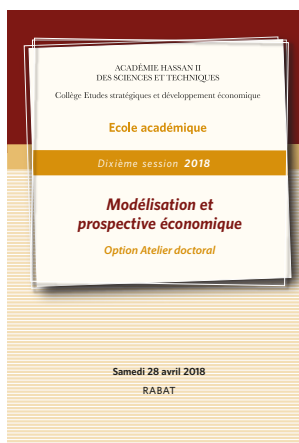 ACADÉMIE HASSAN II
DES SCIENCES ET TECHNIQUES
Collège Etudes stratégiques et développement économique
Ecole académique
Dixième session 2018
Modélisation et
prospective économique
Option Atelier doctoral
Samedi 28 avril 2018
RABAT